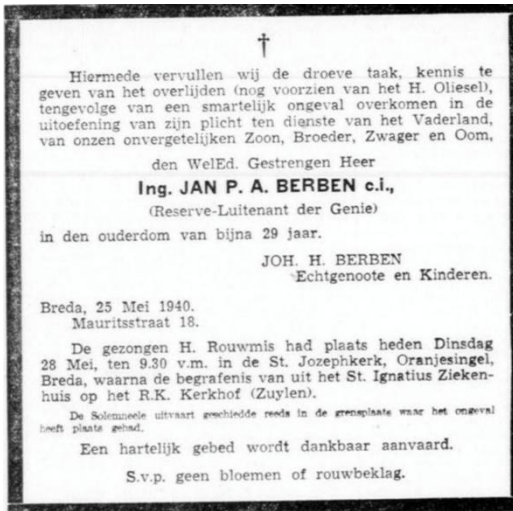 †
Hiermede vervullen wij de droeve taak, kennis te
geven van het overlijden (nog voorzien van het H. Oliesel),
tengevolge van een smartelijk ongeval overkomen in de
uitoefening van zijn plicht ten dienste van het Vaderland,
van onzen onvergetelijken Zoon, Broeder, Zwager en Oom,
den WelEd. Gestrengen Heer
Ing. JAN P. A. BERBEN c.i.,
(Reserve-Luitenant der Genie)
in den ouderdom van bijna 29 jaar.
JOH. H. BERBEN
Echtgenoote en Kinderen.
Breda, 25 Mei 1940.
Mauritsstraat 18.
De gezongen H. Rouwmis had plaats heden Dinsdag
28 Mei, ten 9.30 v.m. in de St. Jozephkerk, Oranjesingel,
Breda, waarna de begrafenis van uit het St. Ignatius Zieken-
huis op het R.K. Kerkhof (Zuylen).
De Solemneele uitvaart geschiedde reeds in de grensplaats waar het ongeval
heeft plaats gehad.
Een hartelijk gebed wordt dankbaar aanvaard.
S.v.p. geen bloemen of rouwbeklag.